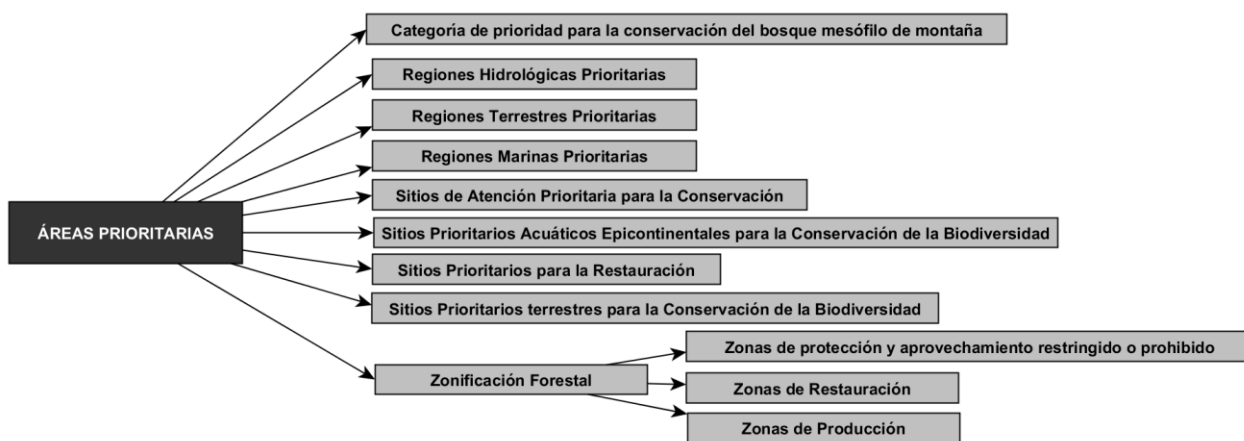 Categoría de prioridad para la conservación del bosque mesófilo de montaña
Regiones Hidrológicas Prioritarias
Regiones Terrestres Prioritarias
Regiones Marinas Prioritarias
Sitios de Atención Prioritaria para la Conservación
ÁREAS PRIORITARIAS
Sitios Prioritarios Acuáticos Epicontinentales para la Conservación de la Biodiversidad
Sitios Prioritarios para la Restauración
Sitios Prioritarios terrestres para la Conservación de la Biodiversidad
Zonas de protección y aprovechamiento restringido o prohibido
Zonificación Forestal
Zonas de Restauración
Zonas de Producción